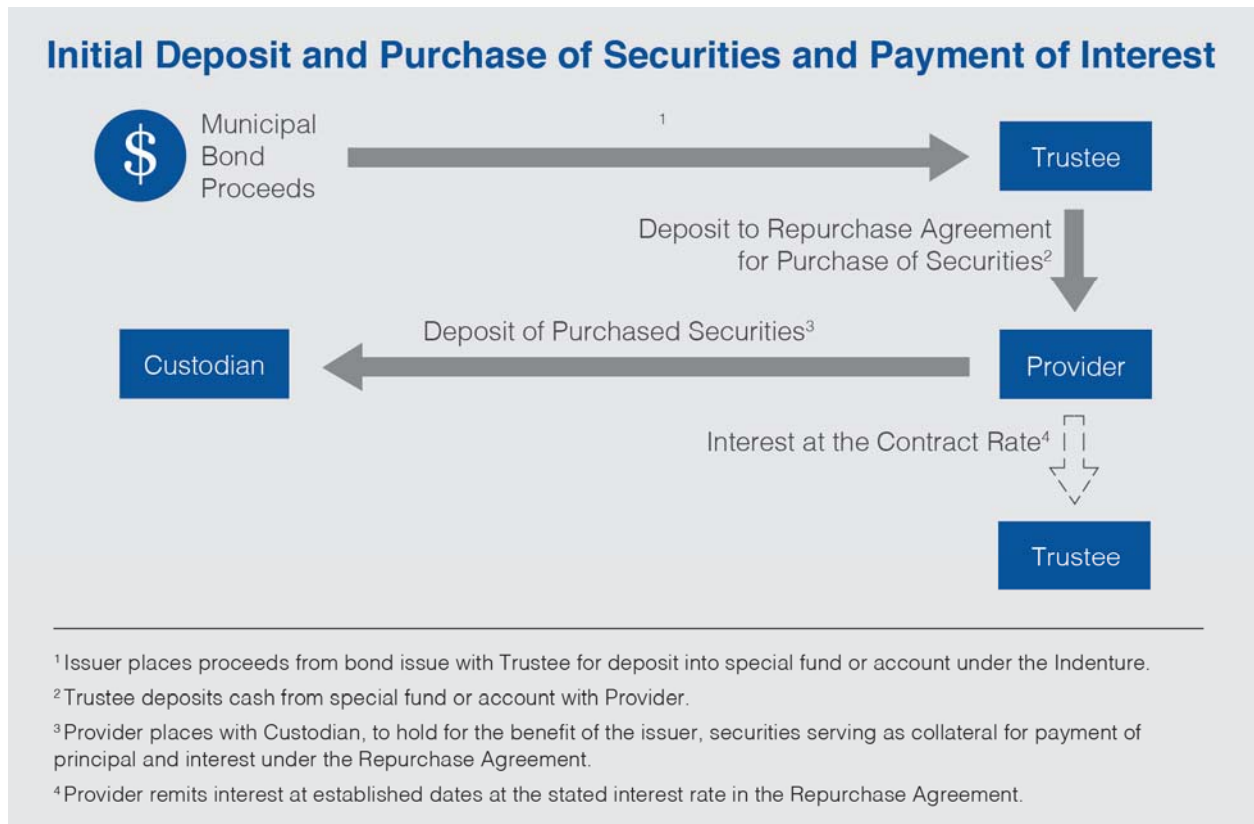 Initial Deposit and Purchase of Securities and Payment of Interest
$
Municipal
Bond
Proceeds
1
Trustee
Deposit to Repurchase Agreement
for Purchase of Securities2
Deposit of Purchased Securities3
Custodian
Provider
Interest at the Contract Rate4
Trustee
1 Issuer places proceeds from bond issue with Trustee for deposit into special fund or account under the Indenture.
2 Trustee deposits cash from special fund or account with Provider.
3 Provider places with Custodian, to hold for the benefit of the issuer, securities serving as collateral for payment of
principal and interest under the Repurchase Agreement.
4 Provider remits interest at established dates at the stated interest rate in the Repurchase Agreement.